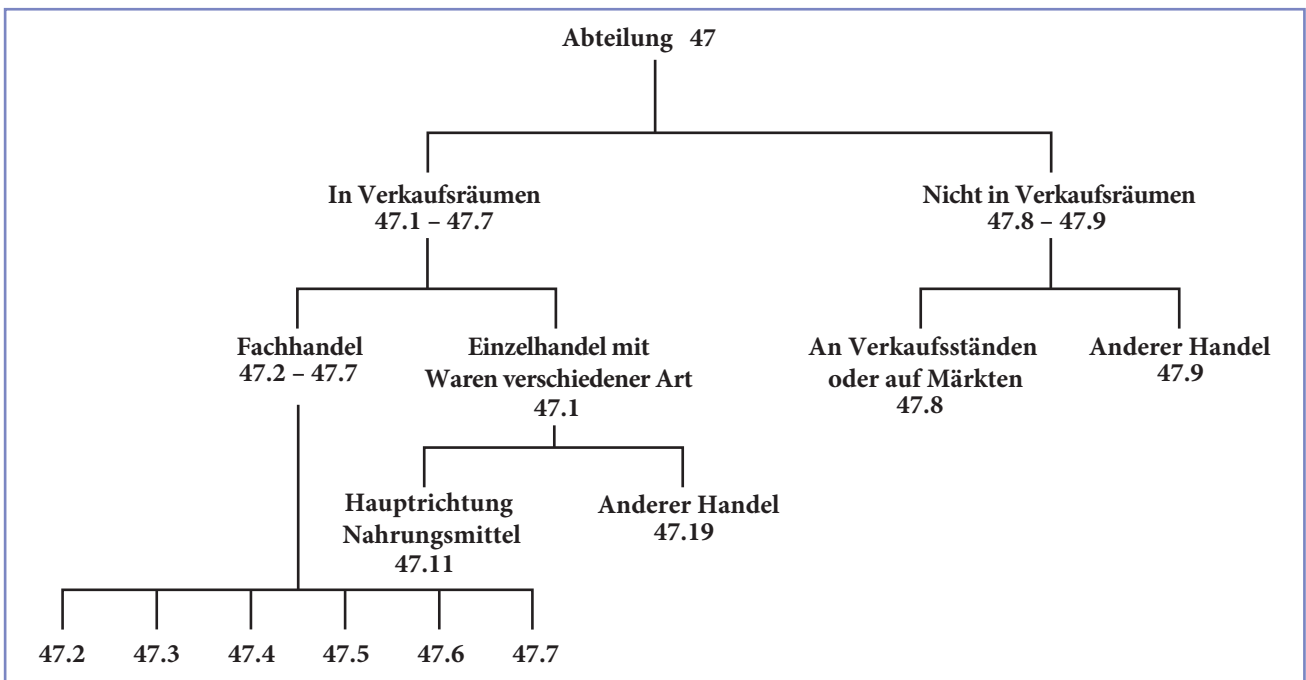 Abteilung 47
In Verkaufsräumen
47.1 – 47.7
Nicht in Verkaufsräumen
47.8 – 47.9
Fachhandel
47.2 – 47.7
Einzelhandel mit
Waren verschiedener Art
47.1
An Verkaufsständen
oder auf Märkten
47.8
Anderer Handel
47.9
Hauptrichtung
Nahrungsmittel
47.11
Anderer Handel
47.19
47.2
47.3
47.4
47.5
47.6
47.7